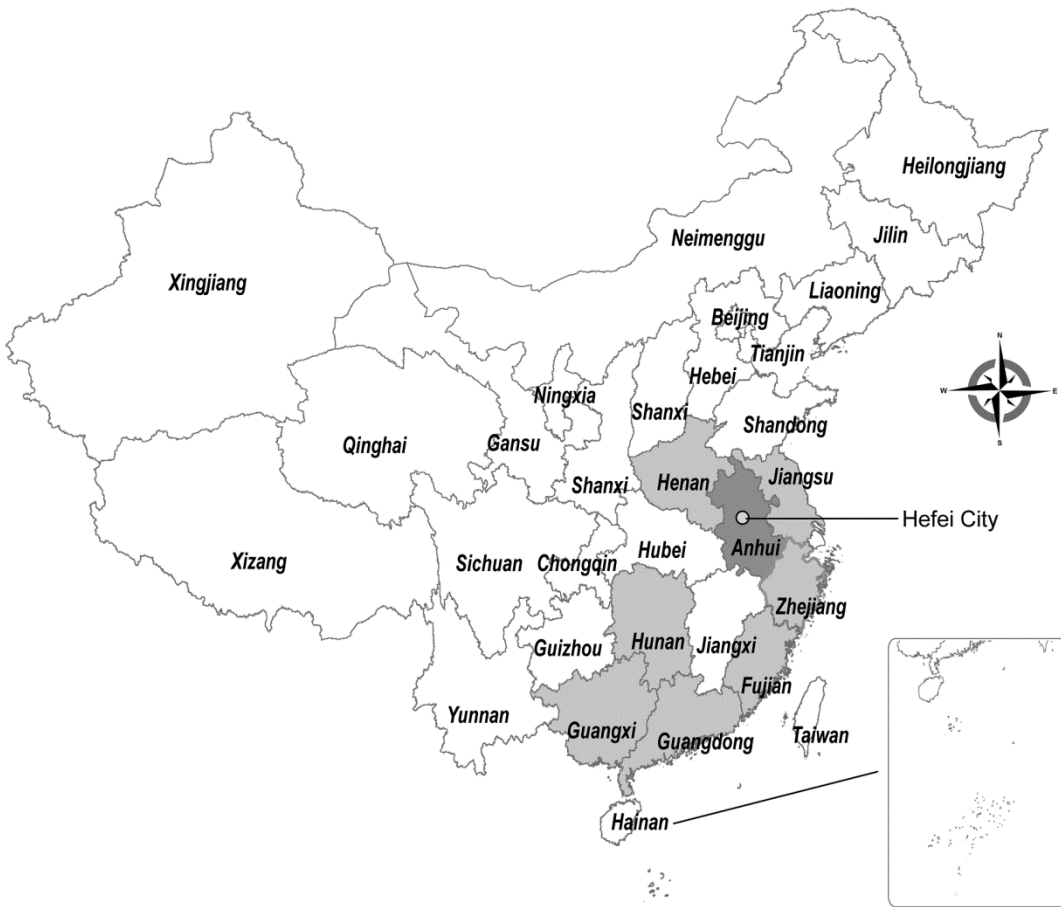 Heilongjiang
Neimenggu
Jilin
Xingjiang
Liaoning
Beijing
Tianjin
N
Hebei
Ningxia
W
E
Shanxi
Shandong
Qinghai
Gansu
S
Henan
Jiangsu
Shanxi
Hefei City
Anhui
Hubei
Xizang
Sichuan
Chongqin
Zhejiang
Hunan
Guizhou
Jiangxi
Fujian
Yunnan
Guangxi
Guangdong
Taiwan
Hainan